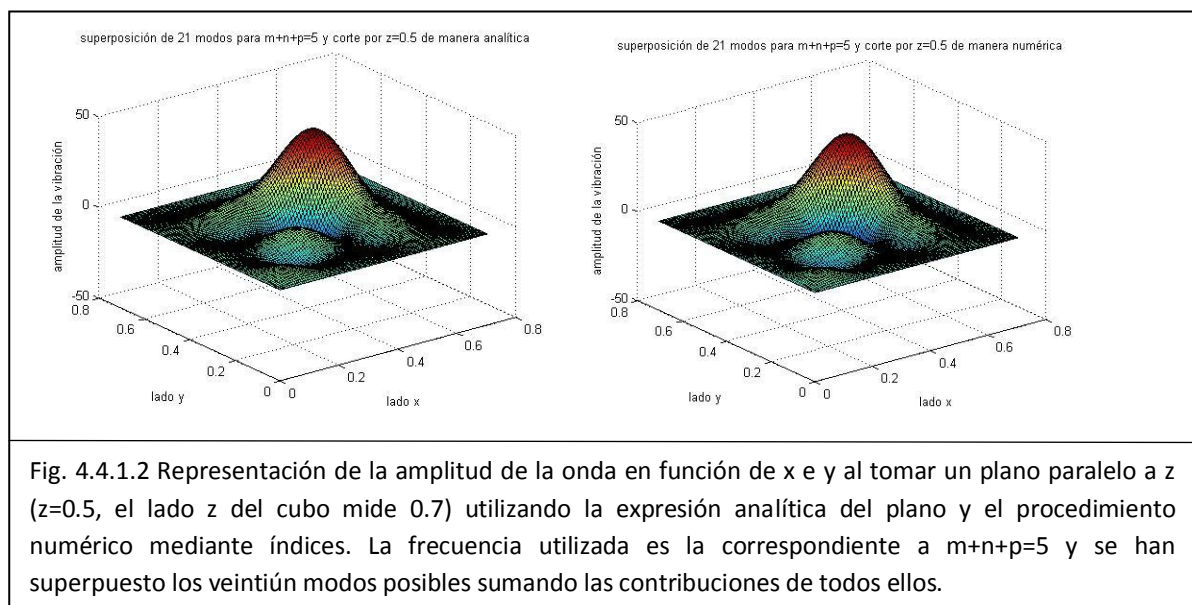 superposición de 21 modos para m+n+p=5 y corte por z=0.5 de manera analítica
50
0
-50
amplitud de la vibración
0.8
0.6
0.4
0.2
0
lado y
0
0.2
0.4
0.6
0.8
lado x
superposición de 21 modos para m+n+p=5 y corte por z=0.5 de manera numérica
50
0
-50
amplitud de la vibración
0.8
0.6
0.4
0.2
0
lado y
0
0.2
0.4
0.6
0.8
lado x
Fig. 4.4.1.2 Representación de la amplitud de la onda en función de x e y al tomar un plano paralelo a z
(z=0.5, el lado z del cubo mide 0.7) utilizando la expresión analítica del plano y el procedimiento
numérico mediante índices. La frecuencia utilizada es la correspondiente a m+n+p=5 y se han
superpuesto los veintiún modos posibles sumando las contribuciones de todos ellos.